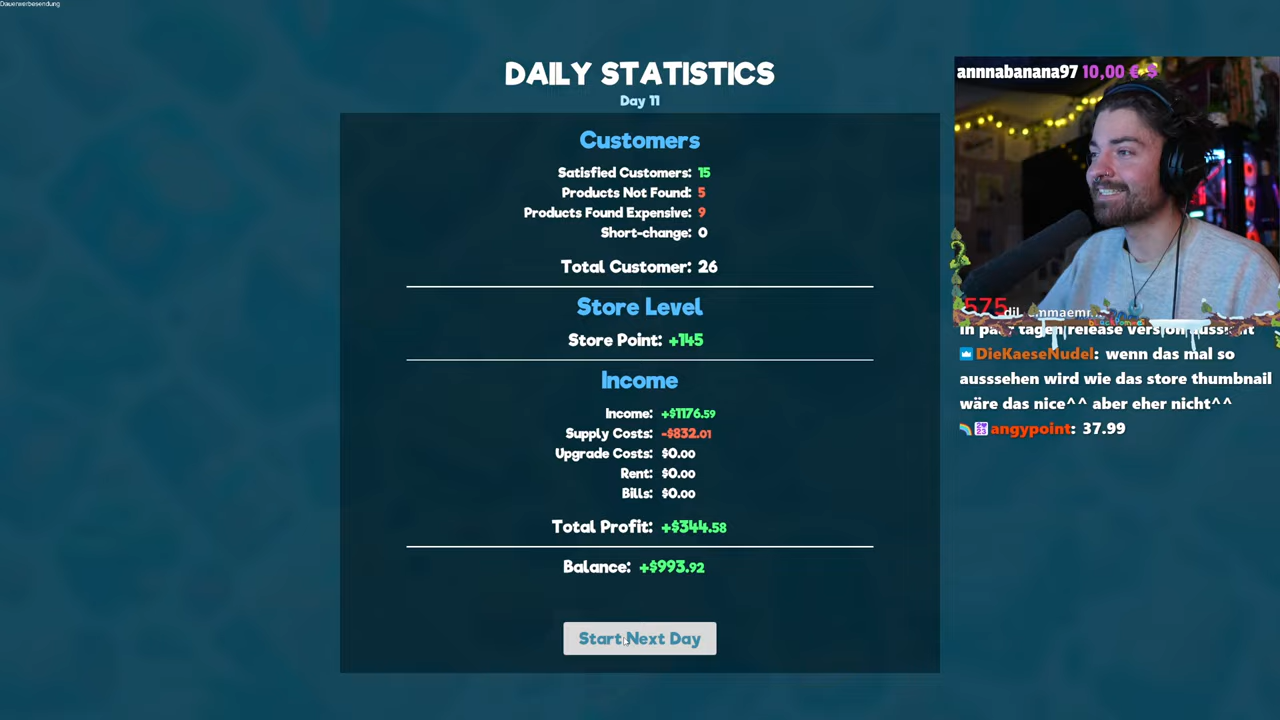 Dauerwerbesendung
DAILY STATISTICS
Day 11
Customers
Satisfied Customers: 15
Products Not Found: 5
Products Found Expensive: 9
Short-change: 0
Total Customer: 26
Store Level
Store Point: +145
Income
Income: +$1176.59
Supply Costs: -$832.01
Upgrade Costs: $0.00
Rent: $0.00
Bills: $0.00
Total Profit: +$344.58
Balance: +$993.92
Start Next Day
annnabanana97 10,00 € $
575
tagen release version
DieKaeseNudel: wenn das mal so
ausssehen wird wie das store thumbnail
wäre das nice^^ aber eher nicht^^
angypoint: 37.99